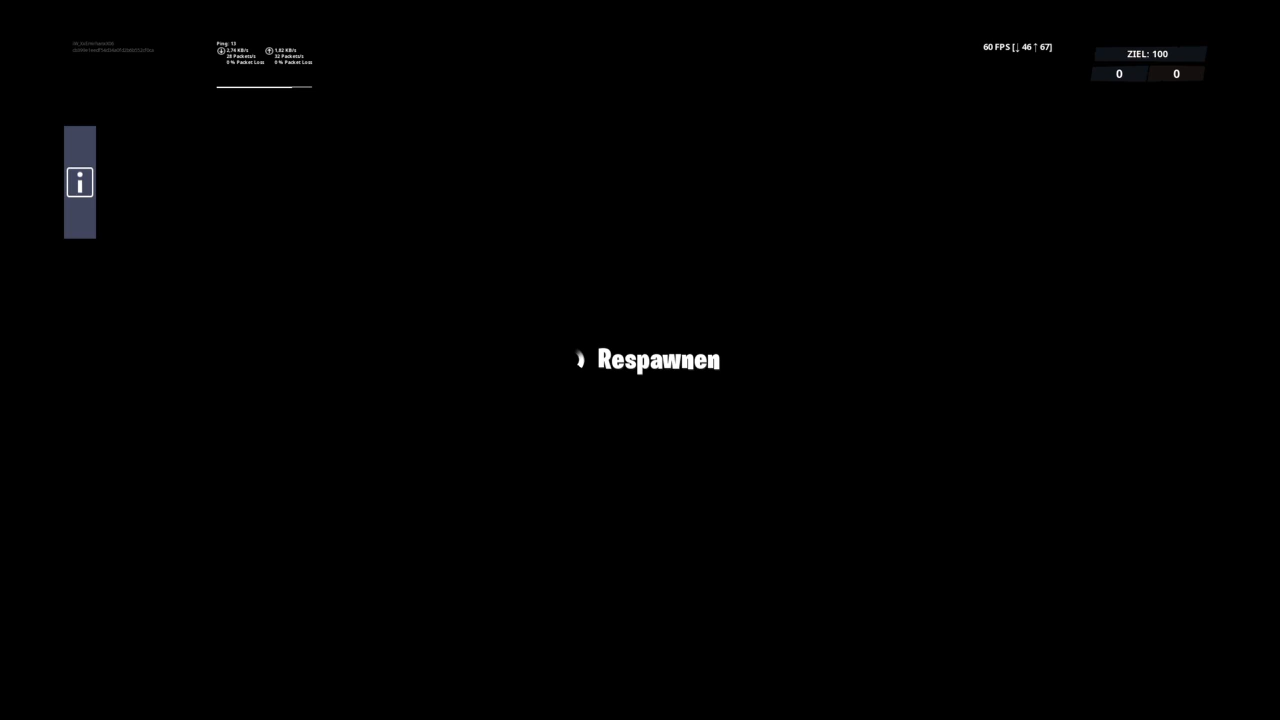 Ping: 13
2.74 KB/s
1.82 KB/s
28 Packets/s
32 Packets/s
0 % Packet Loss
0 % Packet Loss
60 FPS [↓ 46 ↑ 67]
ZIEL: 100
0
0
Respawnen